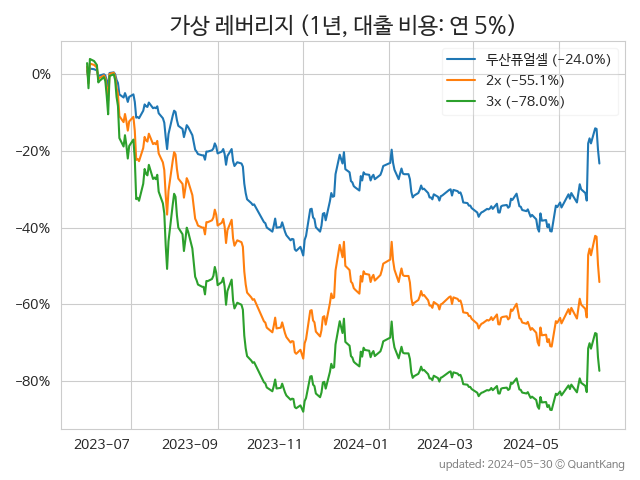 가상 레버리지 (1년, 대출 비용: 연 5%)
두산퓨얼셀 (−24.0%)
2x (−55.1%)
3x (−78.0%)
0%
−20%
−40%
−60%
−80%
2023−07 2023−09 2023−11 2024−01 2024−03 2024−05
updated: 2024-05-30 © QuantKang